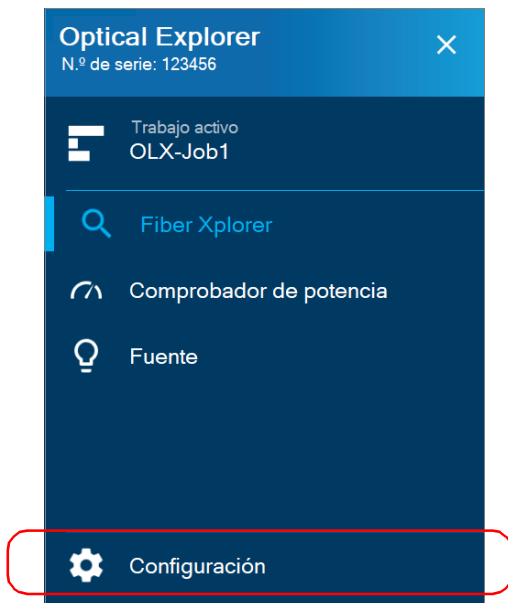 Optical Explorer
N.º de serie: 123456
Trabajo activo
OLX-Job1
Fiber Xplorer
Comprobador de potencia
Fuente
Configuración